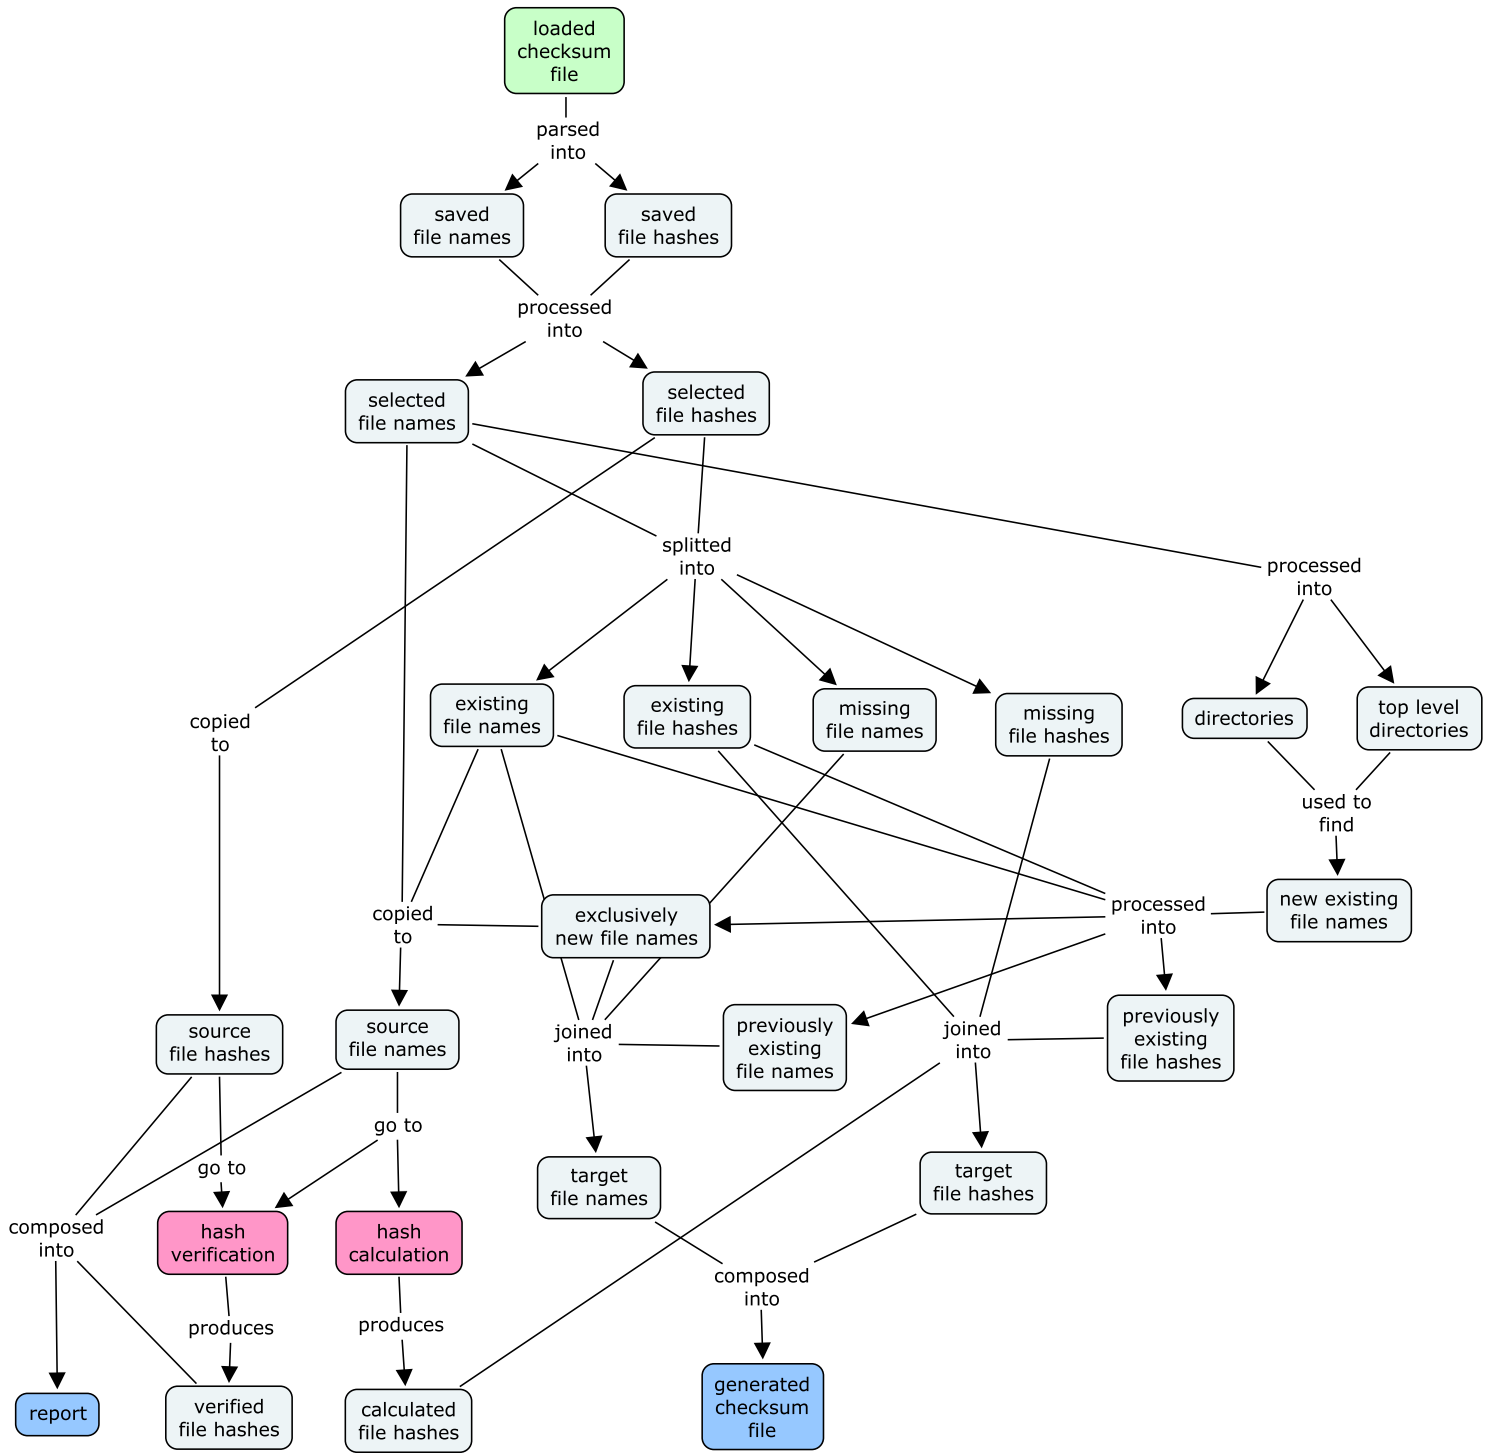 loaded
checksum
file
parsed
into
saved
file names
saved
file hashes
processed
into
selected
file names
selected
file hashes
splitted
into
processed
into
existing
file names
existing
file hashes
missing
file names
missing
file hashes
directories
top level
directories
copied
to
used to
find
copied
to
exclusively
new file names
processed
into
new existing
file names
source
file hashes
source
file names
joined
into
previously
existing
file names
joined
into
previously
existing
file hashes
go to
go to
target
file names
target
file hashes
composed
into
hash
verification
hash
calculation
composed
into
produces
produces
report
verified
file hashes
calculated
file hashes
generated
checksum
file